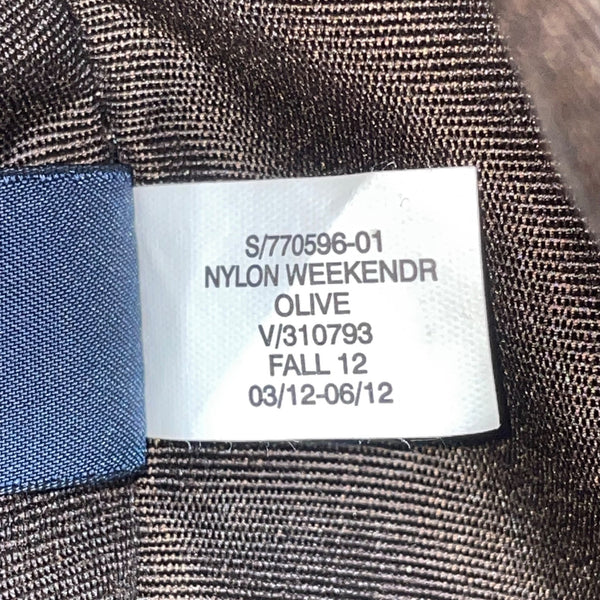 S/770596-01
NYLON WEEKENDR
OLIVE
V/310793
FALL 12
03/12-06/12